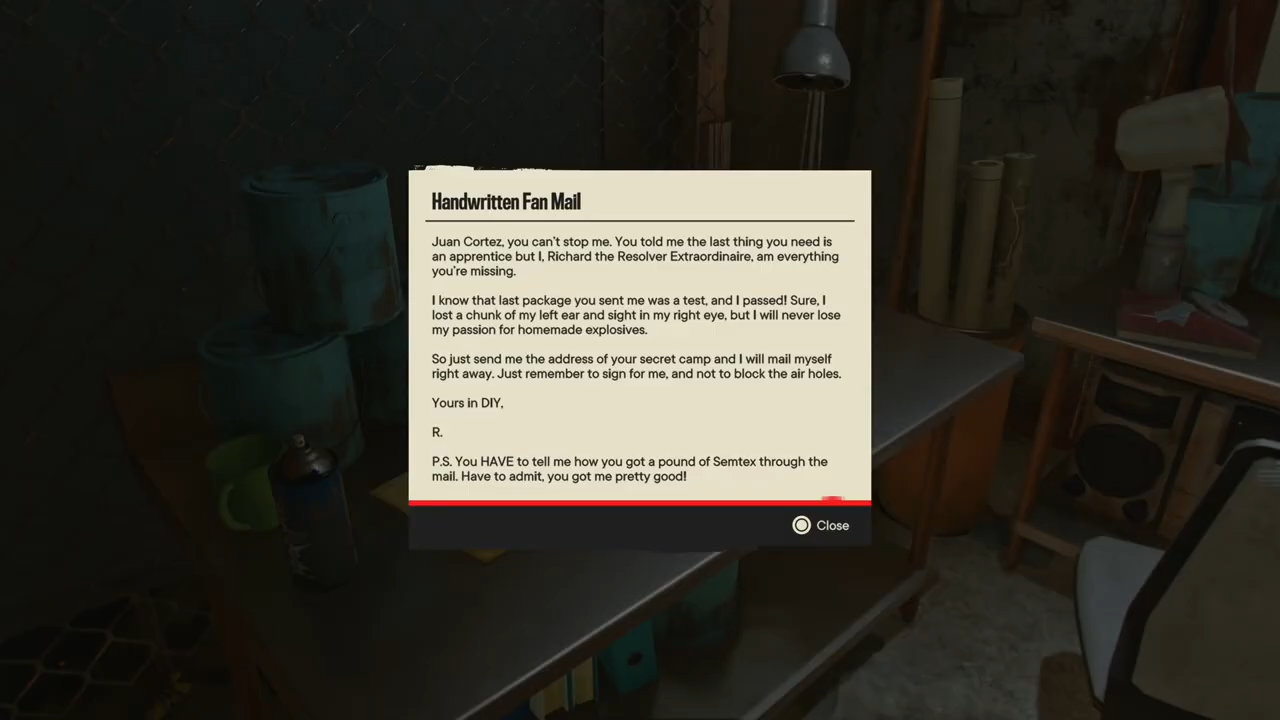 Handwritten Fan Mail
Juan Cortez, you can't stop me. You told me the last thing you need is
an apprentice but I, Richard the Resolver Extraordinaire, am everything
you're missing.
I know that last package you sent me was a test, and I passed! Sure, I
lost a chunk of my left ear and sight in my right eye, but I will never lose
my passion for homemade explosives.
So just send me the address of your secret camp and I will mail myself
right away. Just remember to sign for me, and not to block the air holes.
Yours in DIY,
R.
P.S. You HAVE to tell me how you got a pound of Semtex through the
mail. Have to admit, you got me pretty good!
Close